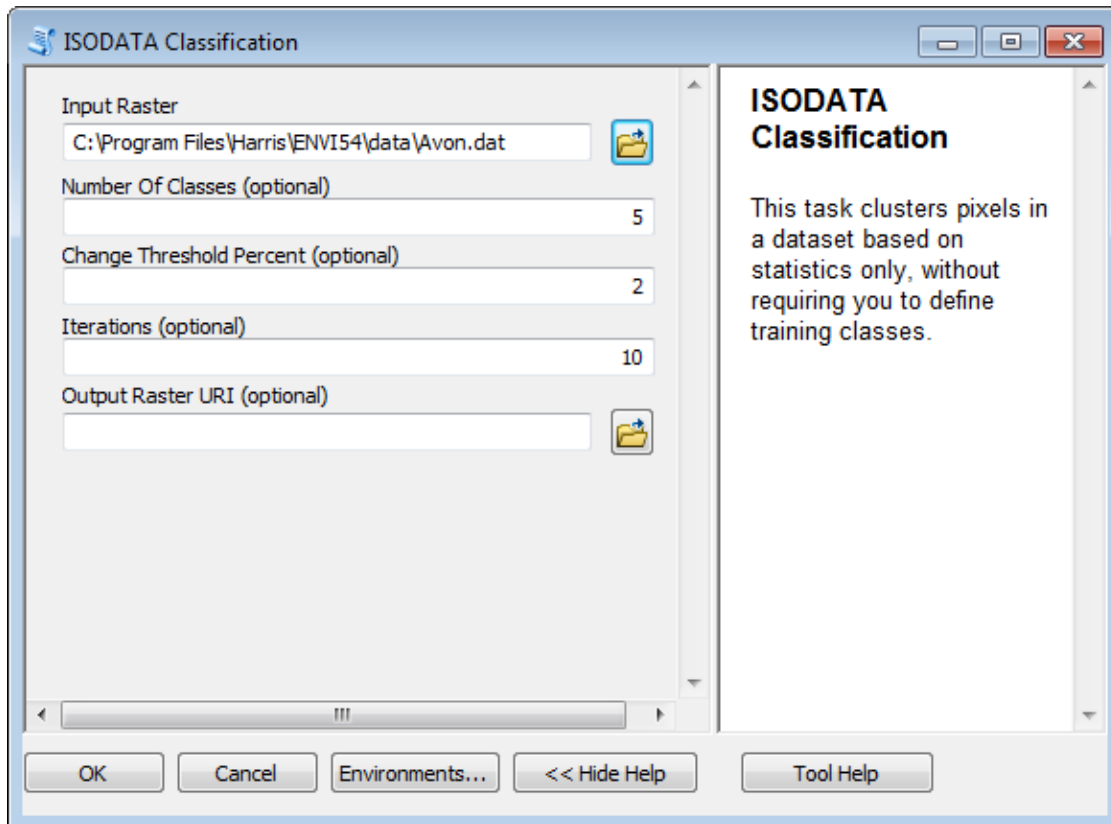 ISODATA Classification
Input Raster
C:\Program Files\Harris\ENVI54\data\Avon.dat
Number Of Classes (optional)
5
Change Threshold Percent (optional)
2
Iterations (optional)
10
Output Raster URI (optional)
ISODATA
Classification
This task clusters pixels in
a dataset based on
statistics only, without
requiring you to define
training classes.
OK
Cancel
Environments...
<< Hide Help
Tool Help